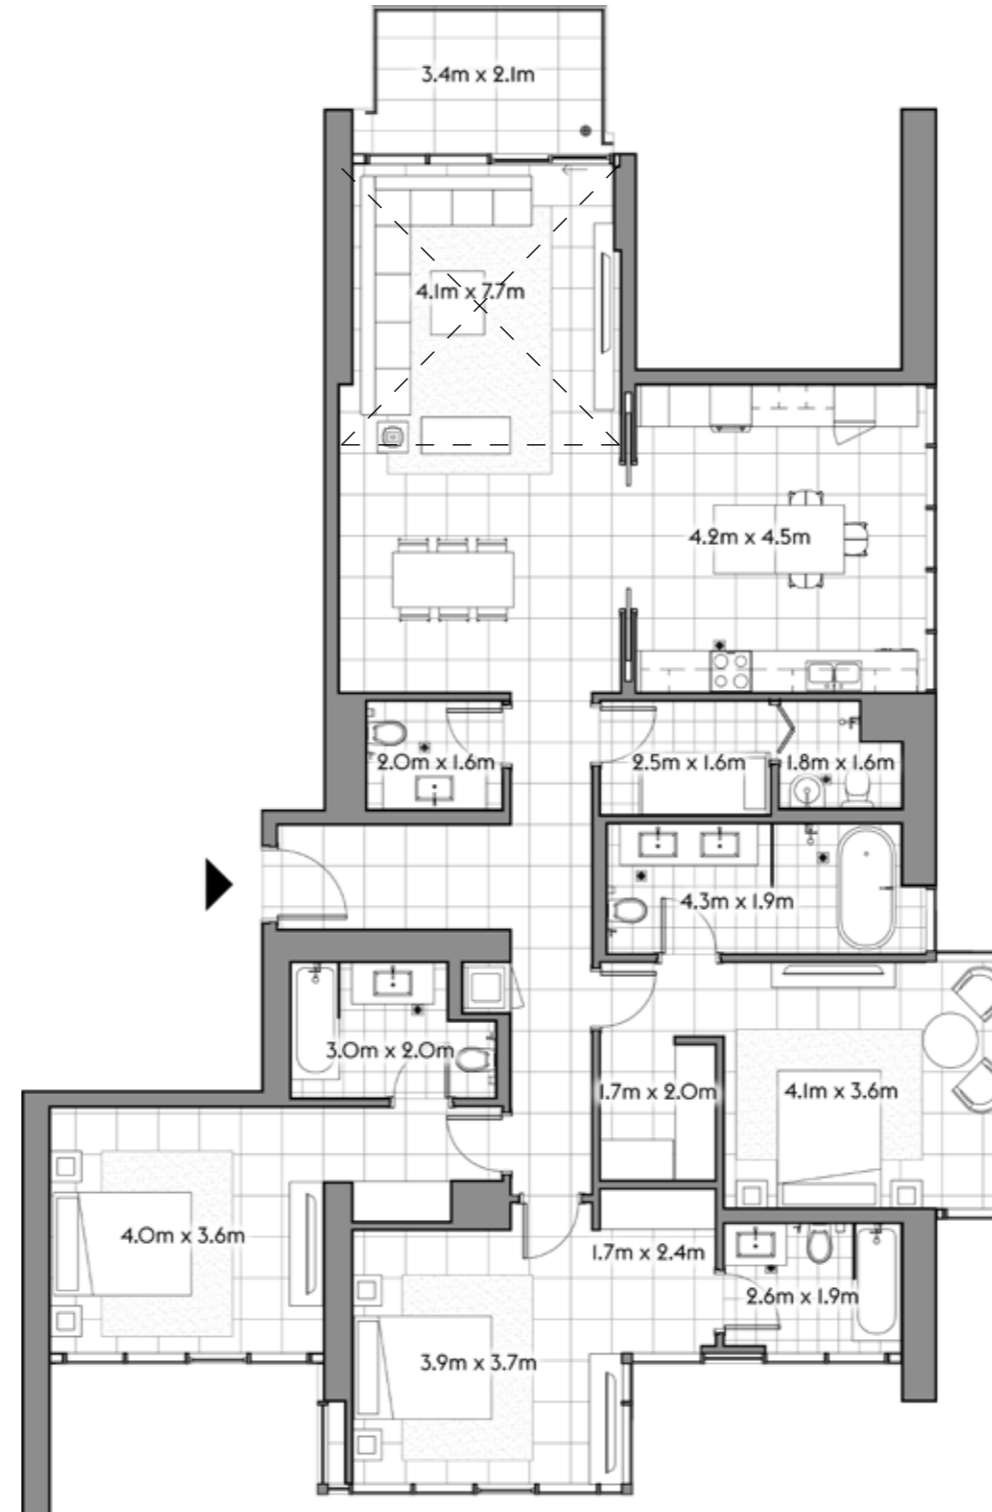 3.4m x 2.1m
4.1m x 7.7m
4.2m x 4.5m
2.0m x 1.6m
2.5m x 1.6m
1.8m x 1.6m
4.3m x 1.9m
3.0m x 2.0m
1.7m x 2.0m
4.1m x 3.6m
4.0m x 3.6m
1.7m x 2.4m
2.6m x 1.9m
3.9m x 3.7m